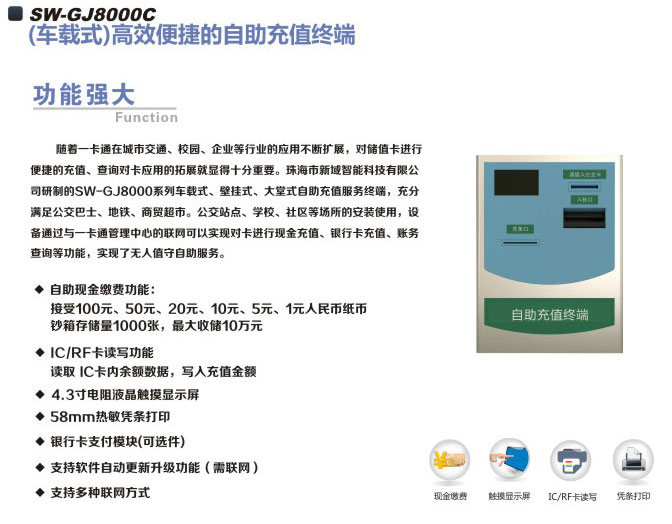 SW-GJ8000C
(车载式)高效便捷的自助充值终端
功能强大
Function
随着一卡通在城市交通、校园、企业等行业的应用不断扩展，对储值卡进行
便捷的充值、查询对卡应用的拓展就显得十分重要。珠海市新域智能科技有限公
司研制的SW-GJ8000系列车载式、壁挂式、大堂式自助充值服务终端，充分
满足公交巴士、地铁、商贸超市。公交站点、学校、社区等场所的安装使用，设
备通过与一卡通管理中心的联网可以实现对卡进行现金充值、银行卡充值、账务
查询等功能，实现了无人值守自助服务。
◆ 自助现金缴费功能：
接受100元、50元、20元、10元、5元、1元人民币纸币
钞箱存储量1000张，最大收储10万元
◆ IC/RF卡读写功能
读取 IC卡内余额数据，写人充值金额
◆ 4.3寸电阻液晶触摸显示屏
◆ 58mm热敏凭条打印
◆ 银行卡支付模块(可选件)
◆ 支持软件自动更新升级功能（需联网）
◆ 支持多种联网方式
请插入公交卡
入钞口
凭条口
自助充值终端
现金缴费
触摸显示屏
IC/RF卡读写
凭条打印